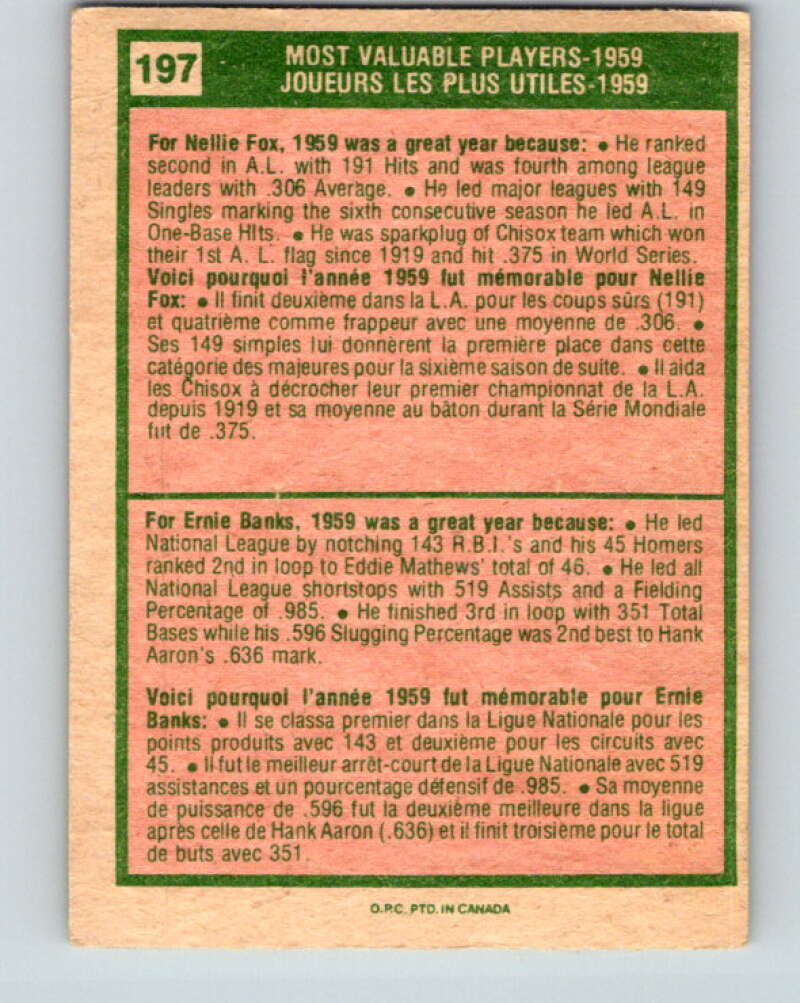 197
MOST VALUABLE PLAYERS-1959
JOUEURS LES PLUS UTILES-1959
For Nellie Fox, 1959 was a great year because: • He ranked
second in A.L. with 191 Hits and was fourth among league
leaders with .306 Average. • He led major leagues with 149
Singles marking the sixth consecutive season he led A.L. in
One-Base Hits. • He was sparkplug of Chisox team which won
their 1st A. L. flag since 1919 and hit .375 in World Series.
Voici pourquoi l'année 1959 fut mémorable pour Nellie
Fox: • Il finit deuxième dans la L.A. pour les coups sûrs (191)
et quatrième comme frappeur avec une moyenne de .306. •
Ses 149 simples lui donnèrent la première place dans cette
catégorie des majeures pour la sixième saison de suite. • Il aida
les Chisox à décrocher leur premier championnat de la L.A.
depuis 1919 et sa moyenne au bâton durant la Série Mondiale
fut de .375.
For Ernie Banks, 1959 was a great year because: • He led
National League by notching 143 R.B.I.'s and his 45 Homers
ranked 2nd in loop to Eddie Mathews' total of 46. • He led all
National League shortstops with 519 Assists and a Fielding
Percentage of .985. • He finished 3rd in loop with 351 Total
Bases while his .596 Slugging Percentage was 2nd best to Hank
Aaron's .636 mark.
Voici pourquoi l'année 1959 fut mémorable pour Ernie
Banks: • Il se classa premier dans la Ligue Nationale pour les
points produits avec 143 et deuxième pour les circuits avec
45. • Il fut le meilleur arrêt-court de la Ligue Nationale avec 519
assistances et un pourcentage défensif de .985. • Sa moyenne
de puissance de .596 fut la deuxième meilleure dans la ligue
après celle de Hank Aaron (.636) et il finit troisième pour le total
de buts avec 351.
O.P.C. PTD. IN CANADA